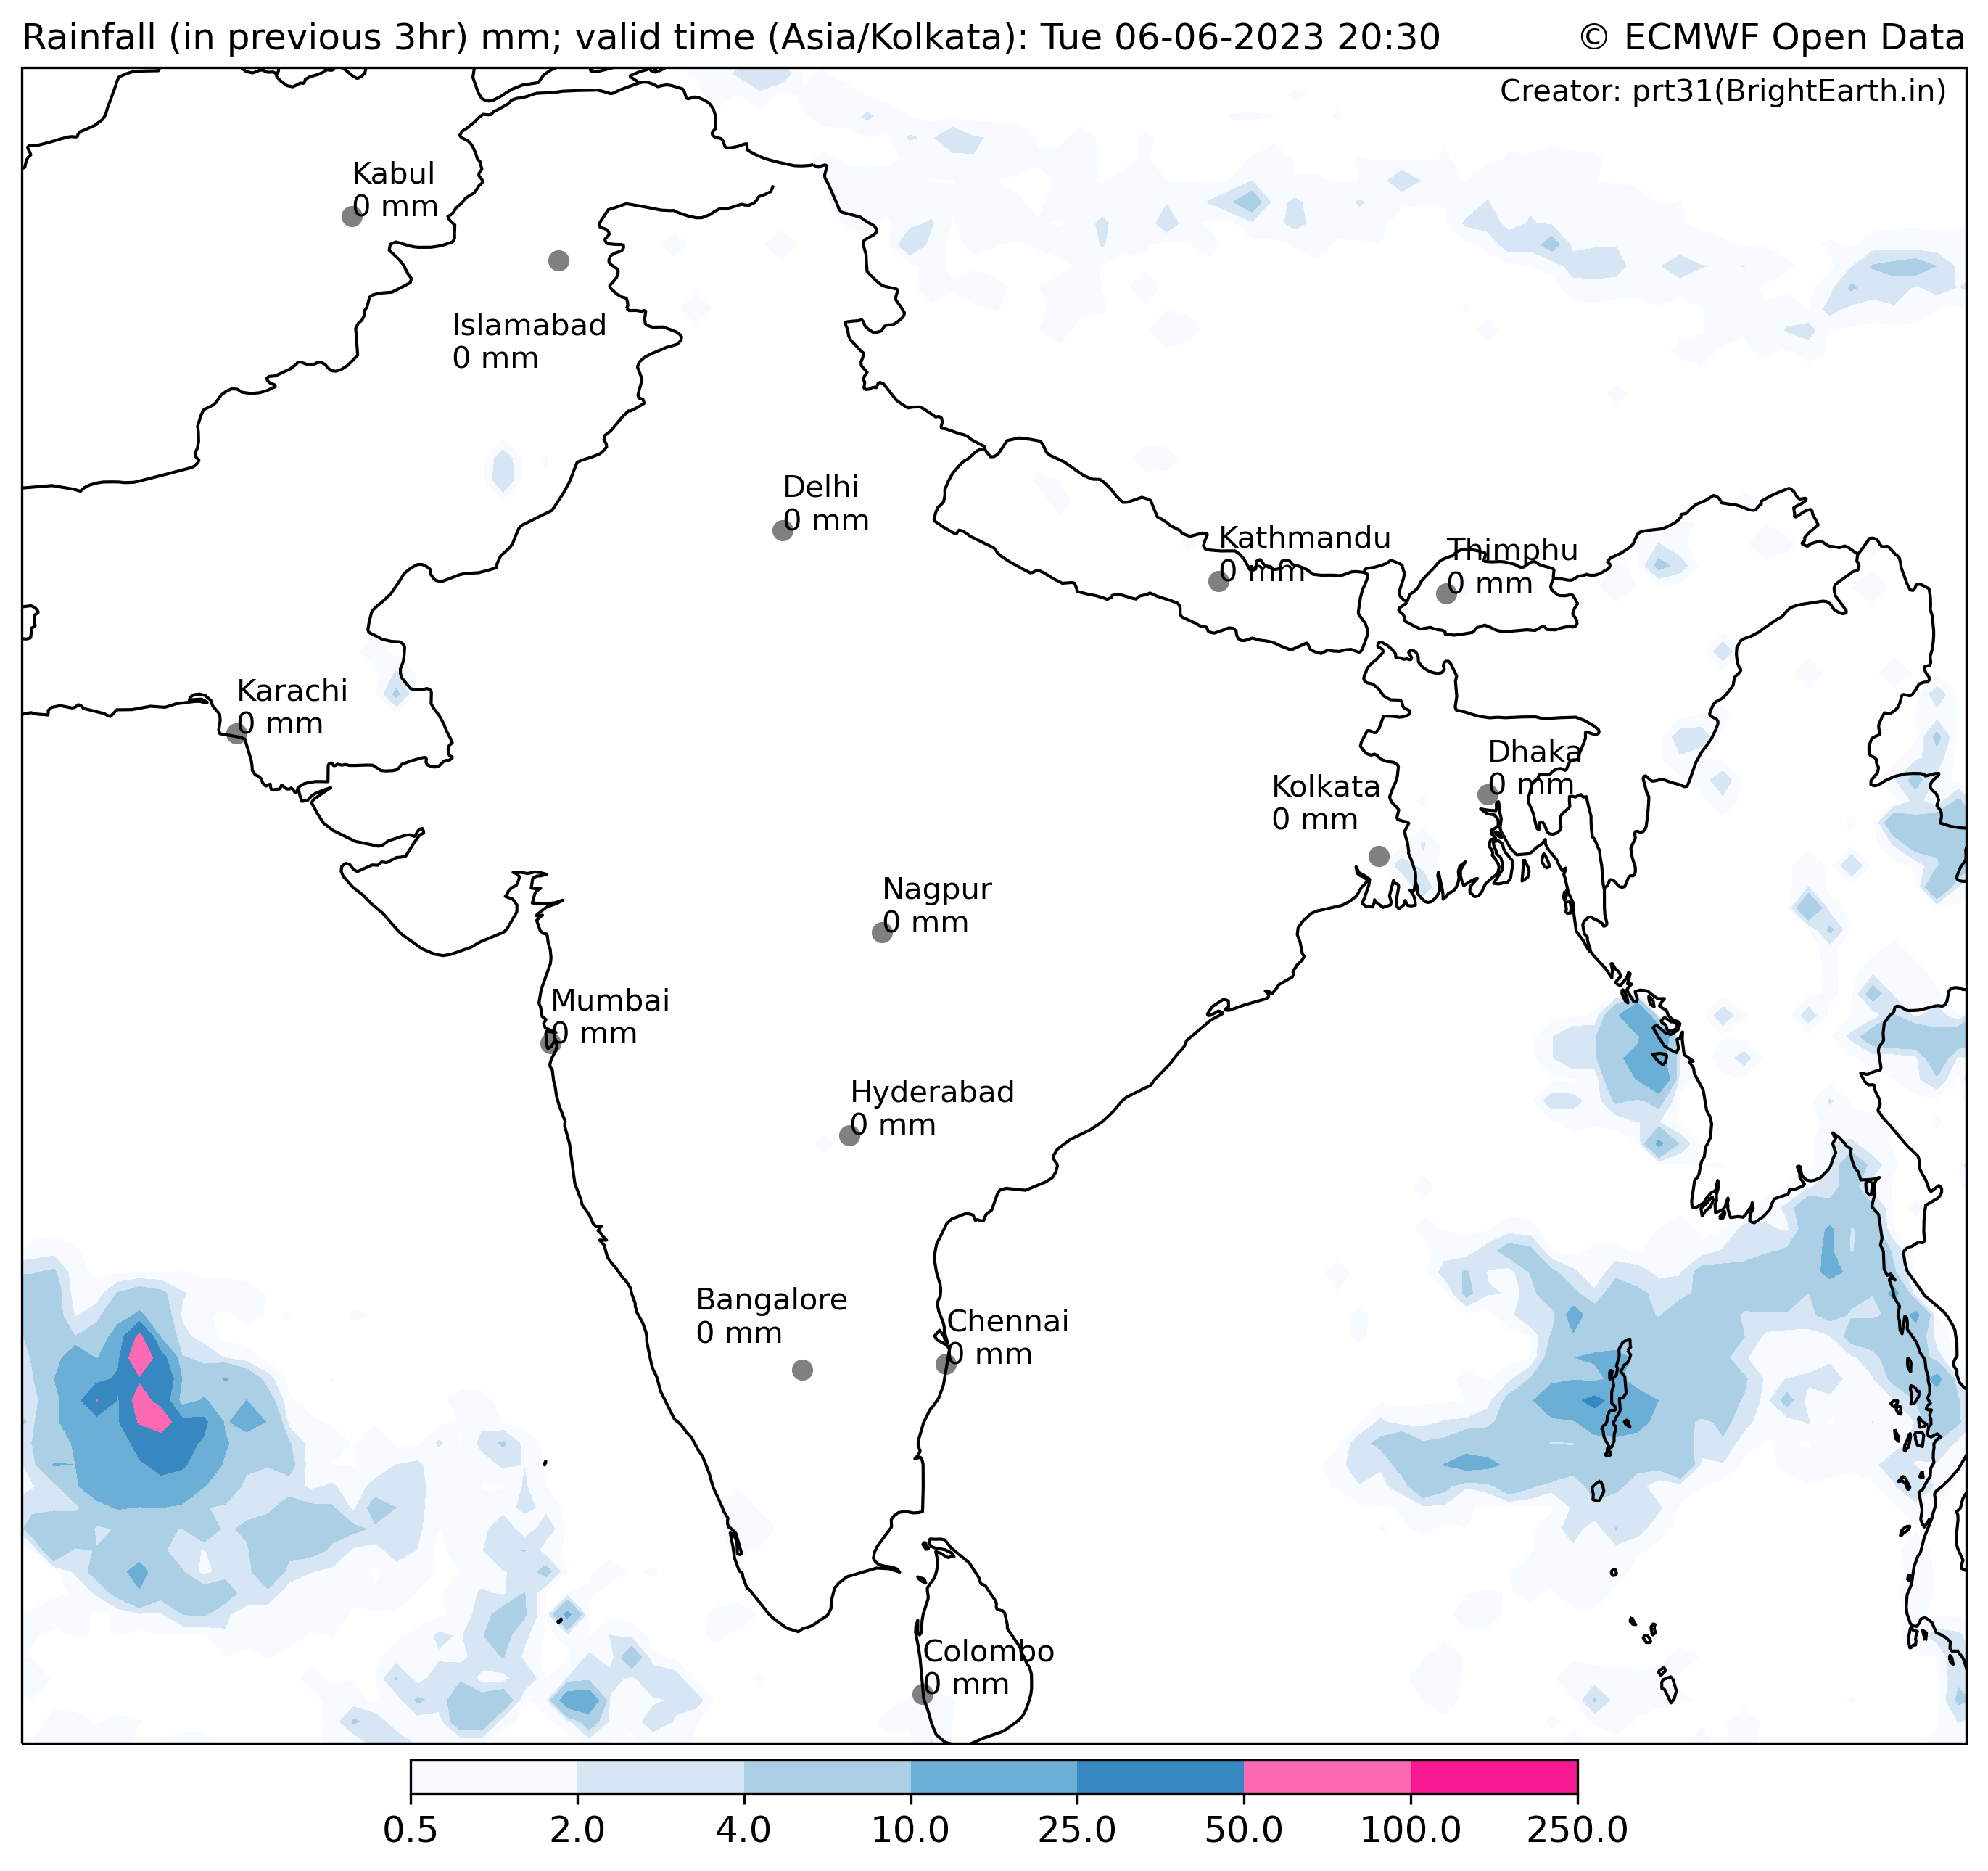 Rainfall (in previous 3hr) mm; valid time (Asia/Kolkata): Tue 06-06-2023 20:30
© ECMWF Open Data
Creator: prt31(BrightEarth.in)
Kabul
0 mm
Islamabad
0 mm
Delhi
0 mm
Kathmandu
0 mm
Thimphu
0 mm
Karachi
0 mm
Dhaka
0 mm
Kolkata
0 mm
Nagpur
0 mm
Mumbai
0 mm
Hyderabad
0 mm
Bangalore
0 mm
Chennai
0 mm
Colombo
0 mm
0.5 2.0 4.0 10.0 25.0 50.0 100.0 250.0